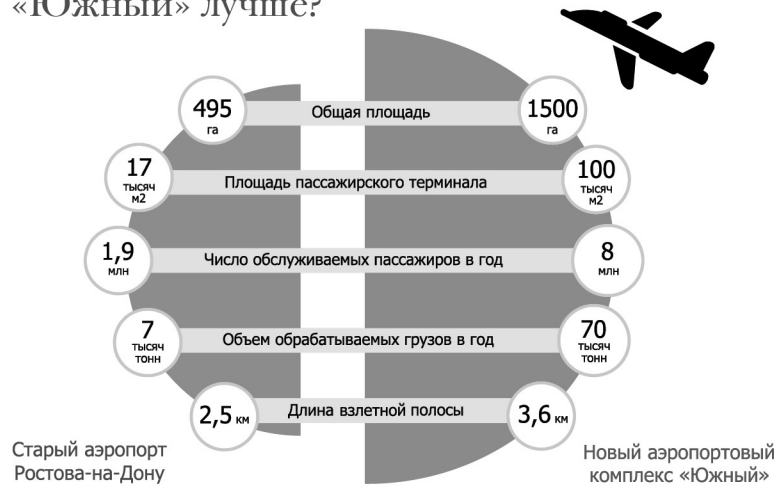 «Южный» лучше?
495
га
Общая площадь
1500
га
17
тысяч
м2
Площадь пассажирского терминала
100
тысяч
м2
1,9
млн
Число обслуживаемых пассажиров в год
8
млн
7
тысяч
тонн
Объем обрабатываемых грузов в год
70
тысяч
тонн
2,5 км
Длина взлетной полосы
3,6 км
Старый аэропорт
Ростова-на-Дону
Новый аэропортовый
комплекс «Южный»